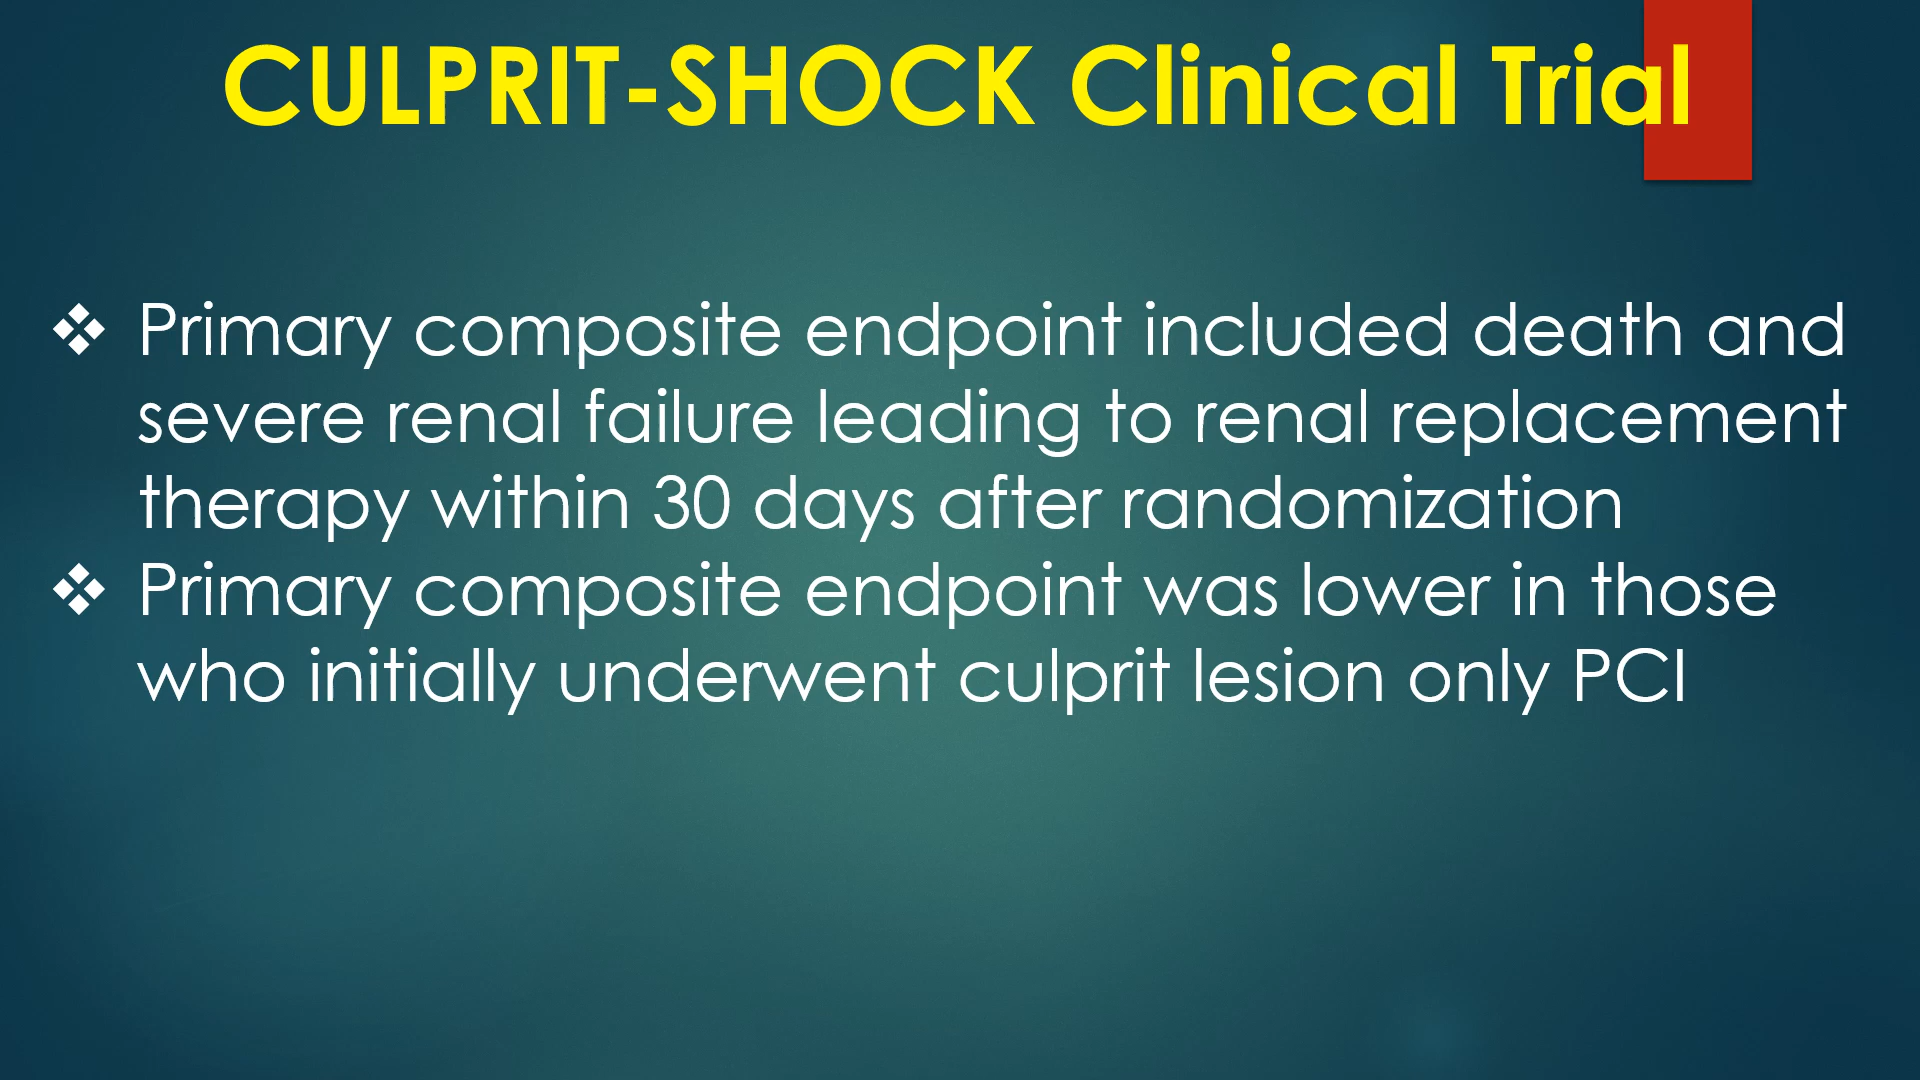 CULPRIT-SHOCK Clinical Trial
❖ Primary composite endpoint included death and
severe renal failure leading to renal replacement
therapy within 30 days after randomization
❖ Primary composite endpoint was lower in those
who initially underwent culprit lesion only PCI